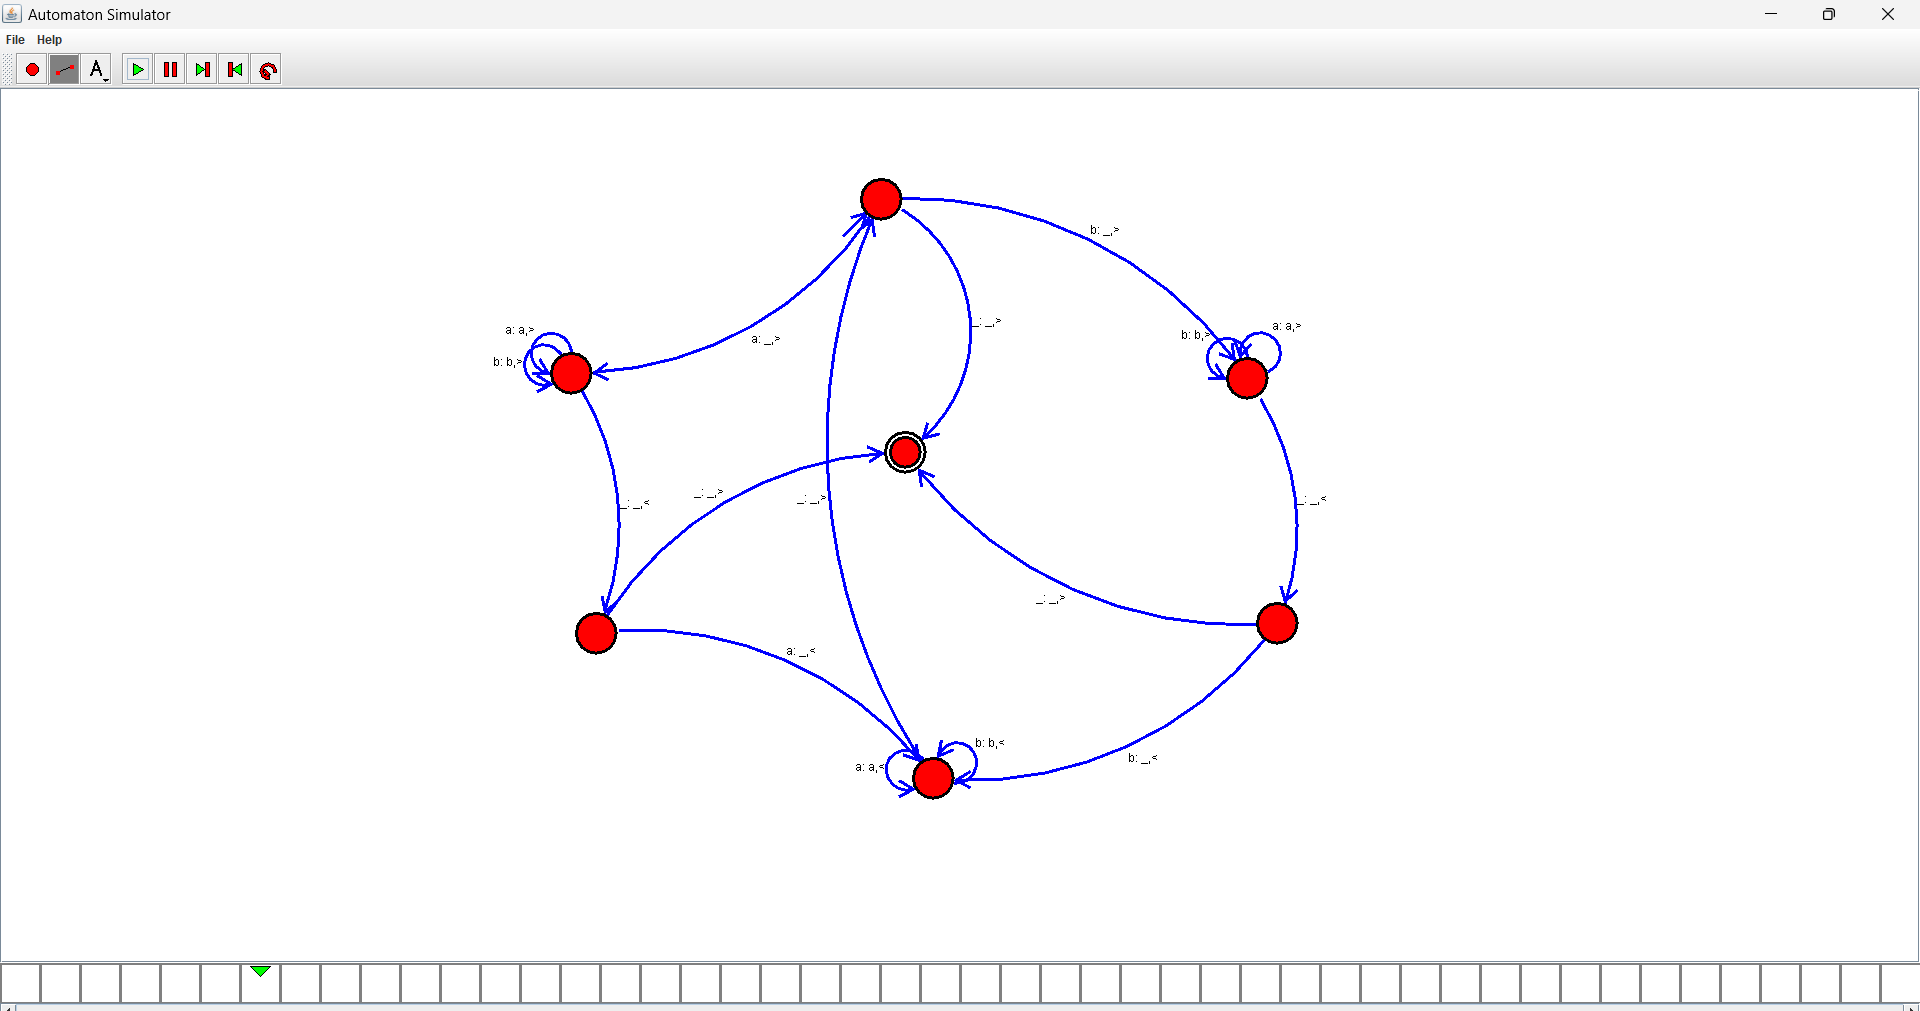 Automaton Simulator
File Help
A
b: _,>
_: _,>
a: a,>
a: a,>
b: b,>
a: _,>
b: b,>
_: _,>
_: _,>
_: _,<
_: _,<
_: _,>
a: _,<
b: b,<
b: _,<
a: a,<